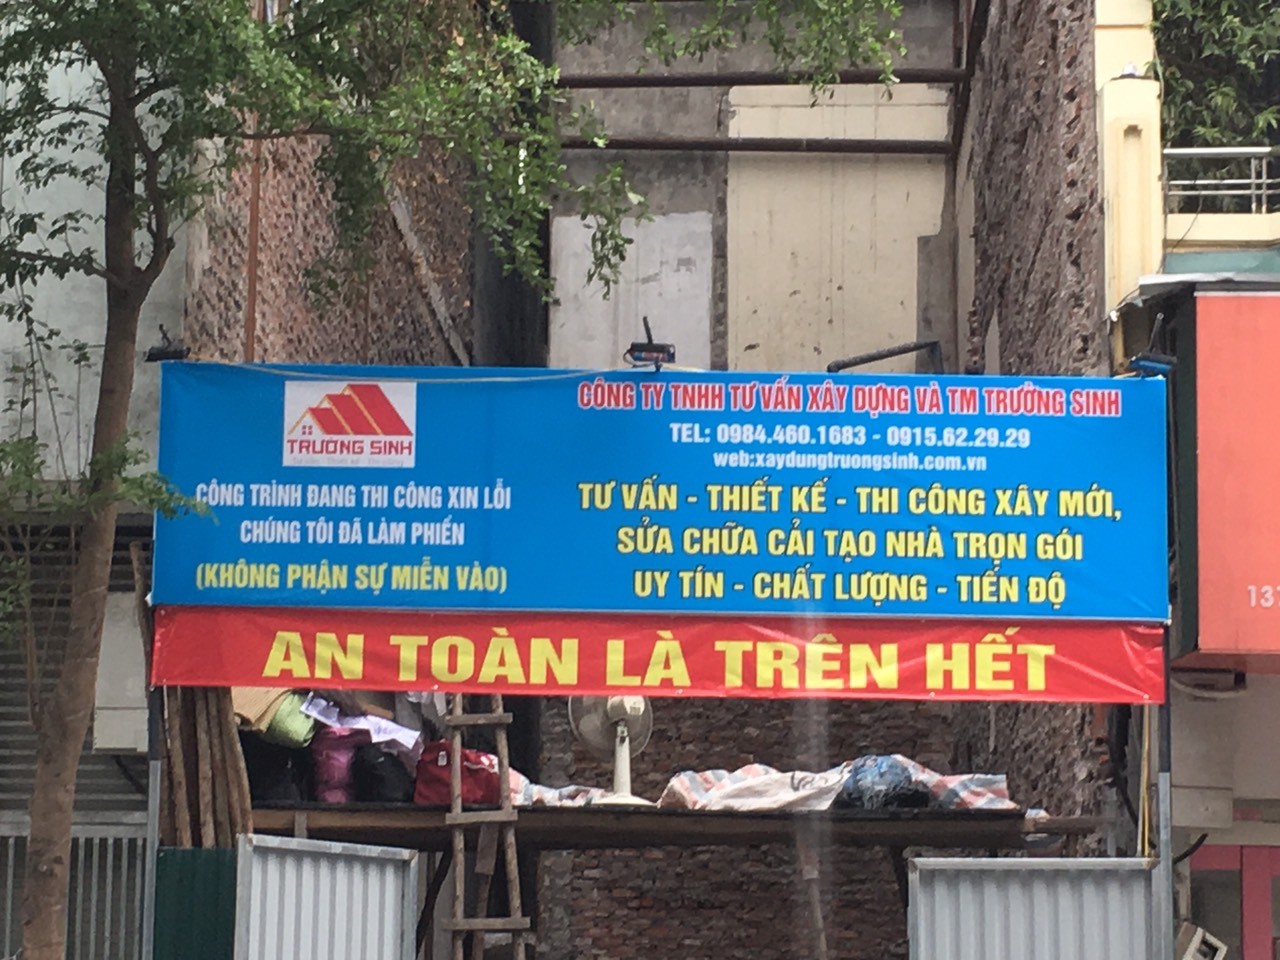 TRƯỜNG SINH
CÔNG TRÌNH ĐANG THI CÔNG XIN LỖI
CHÚNG TÔI ĐÃ LÀM PHIỀN
(KHÔNG PHẬN SỰ MIỄN VÀO)
CÔNG TY TNHH TƯ VẤN XÂY DỰNG VÀ TM TRƯỜNG SINH
TEL: 0984.460.1683 - 0915.62.29.29
web:xaydungtruongsinh.com.vn
TƯ VẤN - THIẾT KẾ - THI CÔNG XÂY MỚI,
SỬA CHỮA CẢI TẠO NHÀ TRỌN GÓI
UY TÍN - CHẤT LƯỢNG - TIẾN ĐỘ
AN TOÀN LÀ TRÊN HẾT